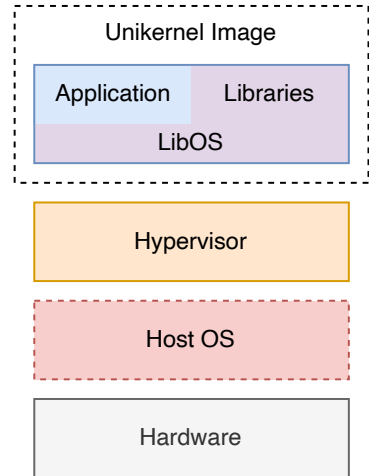 Unikernel Image
Application Libraries
LibOS
Hypervisor
Host OS
Hardware